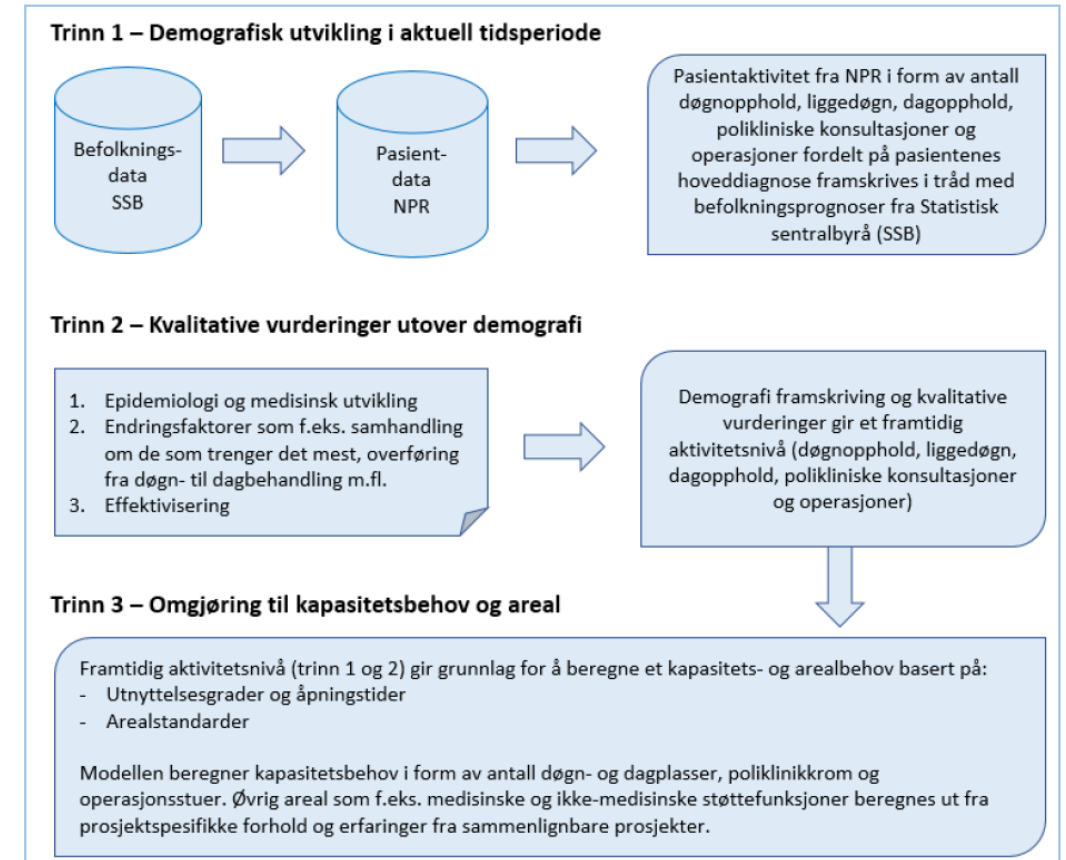 Trinn 1 – Demografisk utvikling i aktuell tidsperiode
Befolknings-
data
SSB
Pasient-
data
NPR
Pasientaktivitet fra NPR i form av antall
døgnopphold, liggedøgn, dagopphold,
polikliniske konsultasjoner og
operasjoner fordelt på pasientenes
hoveddiagnose framskrives i tråd med
befolkningsprognoser fra Statistisk
sentralbyrå (SSB)
Trinn 2 – Kvalitative vurderinger utover demografi
1. Epidemiologi og medisinsk utvikling
2. Endringsfaktorer som f.eks. samhandling
om de som trenger det mest, overføring
fra døgn- til dagbehandling m.fl.
3. Effektivisering
Demografi framskriving og kvalitative
vurderinger gir et framtidig
aktivitetsnivå (døgnopphold, liggedøgn,
dagopphold, polikliniske konsultasjoner
og operasjoner)
Trinn 3 – Omgjøring til kapasitetsbehov og areal
Framtidig aktivitetsnivå (trinn 1 og 2) gir grunnlag for å beregne et kapasitets- og arealbehov basert på:
- Utnyttelsesgrader og åpningstider
- Arealstandarder
Modellen beregner kapasitetsbehov i form av antall døgn- og dagplasser, poliklinikkrom og
operasjonsstuer. Øvrig areal som f.eks. medisinske og ikke-medisinske støttefunksjoner beregnes ut fra
prosjektspesifikke forhold og erfaringer fra sammenlignbare prosjekter.